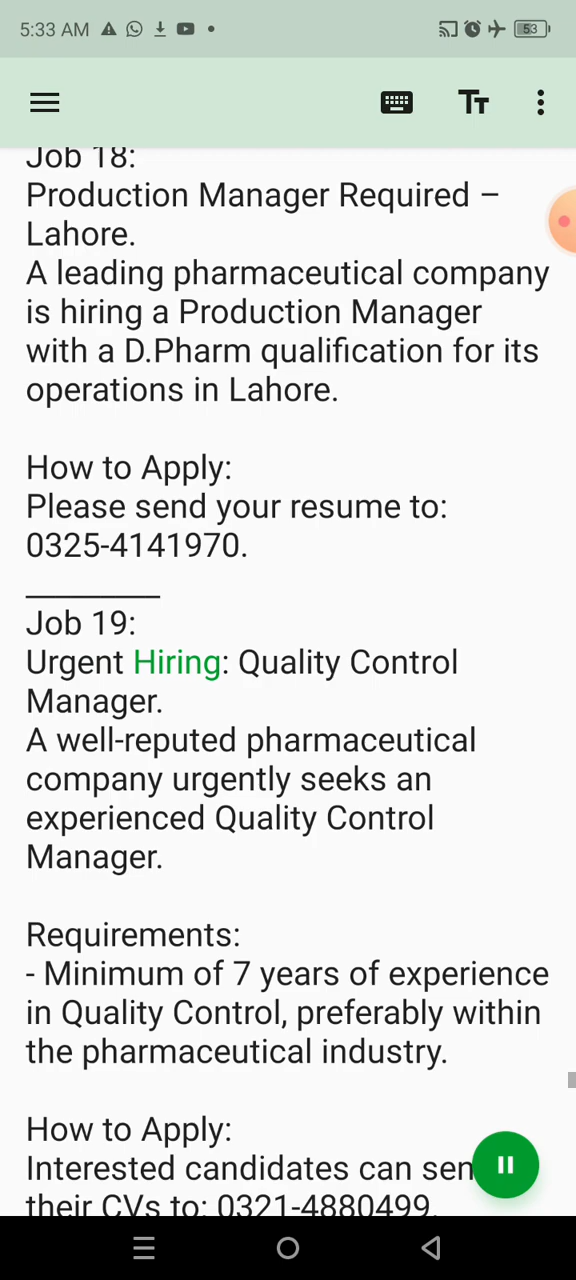 5:33 AM
53
Job 18:
Production Manager Required –
Lahore.
A leading pharmaceutical company
is hiring a Production Manager
with a D.Pharm qualification for its
operations in Lahore.
How to Apply:
Please send your resume to:
0325-4141970.
_________
Job 19:
Urgent Hiring: Quality Control
Manager.
A well-reputed pharmaceutical
company urgently seeks an
experienced Quality Control
Manager.
Requirements:
- Minimum of 7 years of experience
in Quality Control, preferably within
the pharmaceutical industry.
How to Apply:
Interested candidates can sen
their CVs to: 0321-4880499.